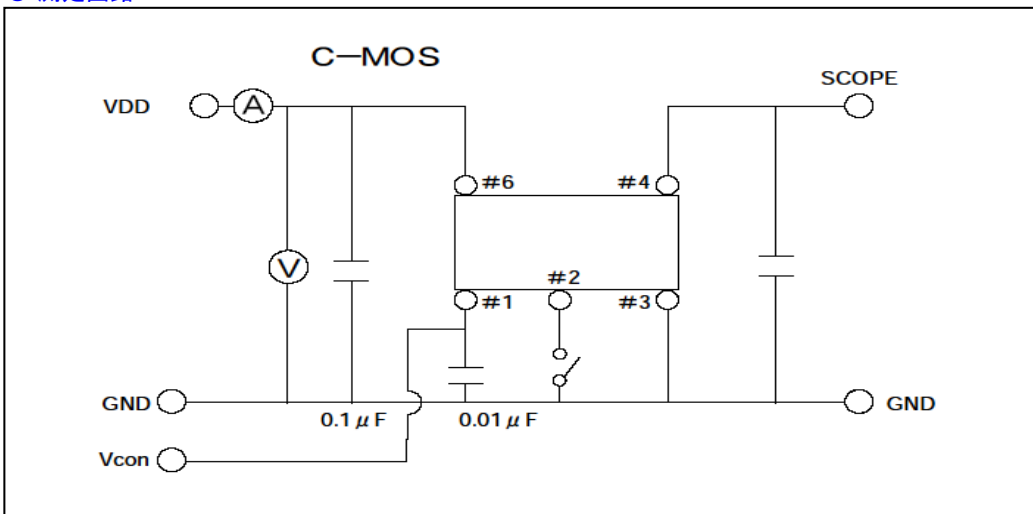 C-MOS
SCOPE
VDD
A
#6
#4
V
#2
#1
#3
GND
GND
0.1μF
0.01μF
Vcon